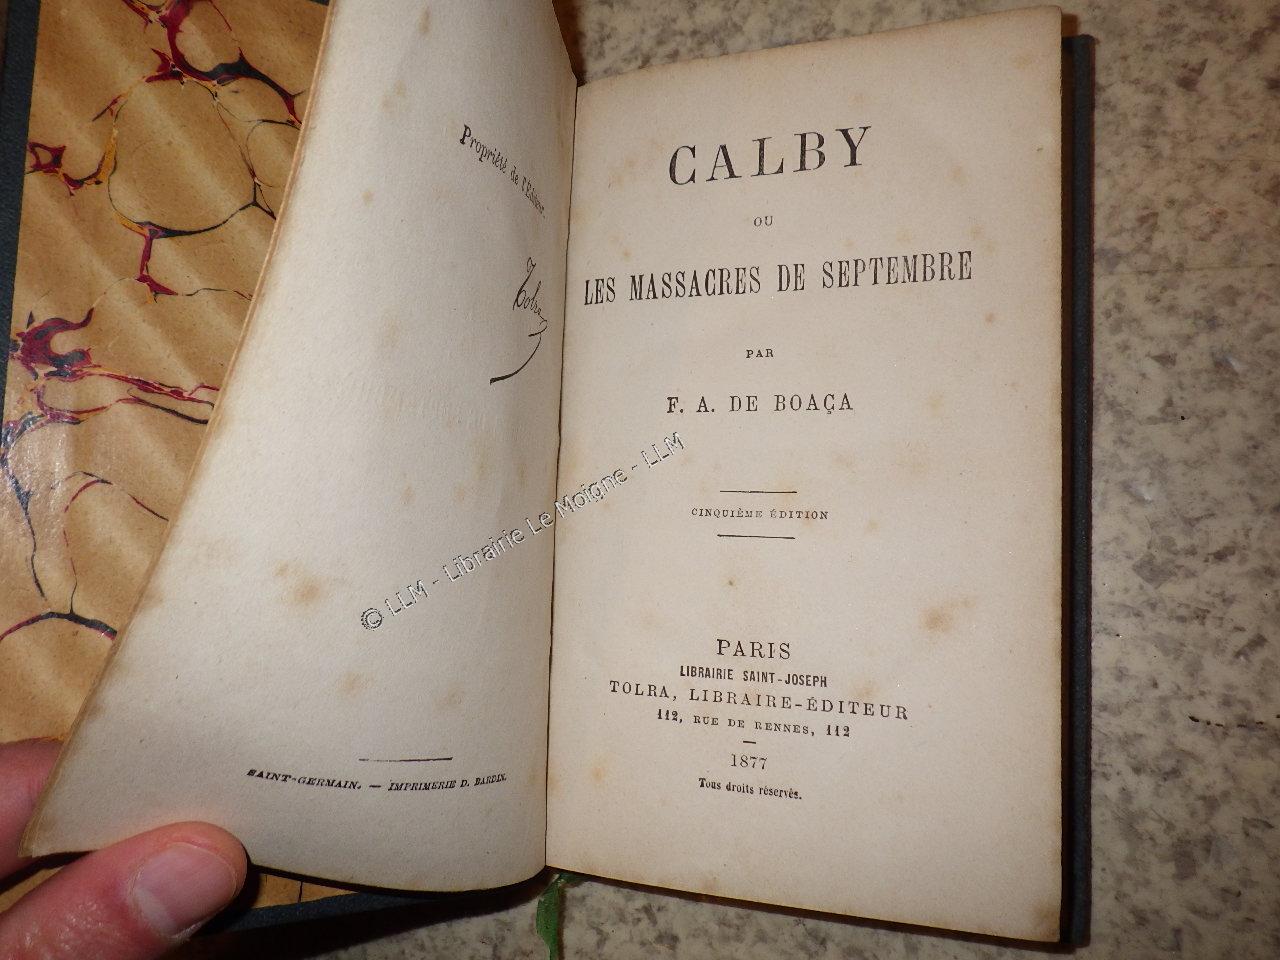 Propriété de l'Éditeur.
Tolra
SAINT-GERMAIN. — IMPRIMERIE D. BARDIN.
CALBY
OU
LES MASSACRES DE SEPTEMBRE
PAR
F. A. DE BOAÇA
CINQUIÈME ÉDITION
PARIS
LIBRAIRIE SAINT-JOSEPH
TOLRA, LIBRAIRE-ÉDITEUR
112, RUE DE RENNES, 112
1877
Tous droits réservés.
© LLM - Librairie Le Moigne - LLM